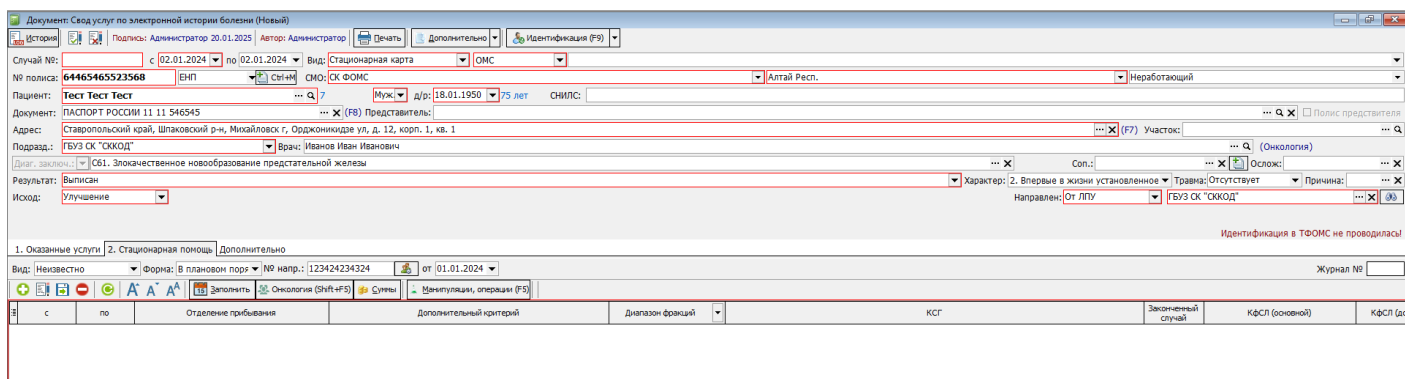 Документ: Свод услуг по электронной истории болезни (Новый)
История Подпись: Администратор 20.01.2025 Автор: Администратор Печать Дополнительно Идентификация (F9)
Случай №: с 02.01.2024 по 02.01.2024 Вид: Стационарная карта ОМС
№ полиса: 64465465523568 ЕНП Ctrl+M СМО: СК ФОМС Алтай Респ. Неработающий
Пациент: Тест Тест Тест ... 7 Муж. д/р: 18.01.1950 75 лет СНИЛС:
Документ: ПАСПОРТ РОССИИ 11 11 546545 ... X (F8) Представитель: ... X Полис предствителя
Адрес: Ставропольский край, Шпаковский р-н, Михайловск г, Орджоникидзе ул, д. 12, корп. 1, кв. 1 ... X (F7) Участок: ...
Подразд.: ГБУЗ СК "СККОД" Врач: Иванов Иван Иванович ... (Онкология)
Диаг. заключ.: C61. Злокачественное новообразование предстательной железы ... X Соп.: ... X Ослож: ... X
Результат: Выписан Характер: 2. Впервые в жизни установленное Травма: Отсутствует Причина: ... X
Исход: Улучшение Направлен: От ЛПУ ГБУЗ СК "СККОД" ... X
Идентификация в ТФОМС не проводилась!
1. Оказанные услуги 2. Стационарная помощь Дополнительно
Вид: Неизвестно Форма: В плановом поря № напр.: 123424234324 от 01.01.2024 Журнал №
A A A 15 Заполнить Онкология (Shift+F5) Суммы Манипуляции, операции (F5)
с по Отделение прибывания Дополнительный критерий Диапазон фракций КСГ Законченный случай КфСЛ (основной) КфСЛ (до